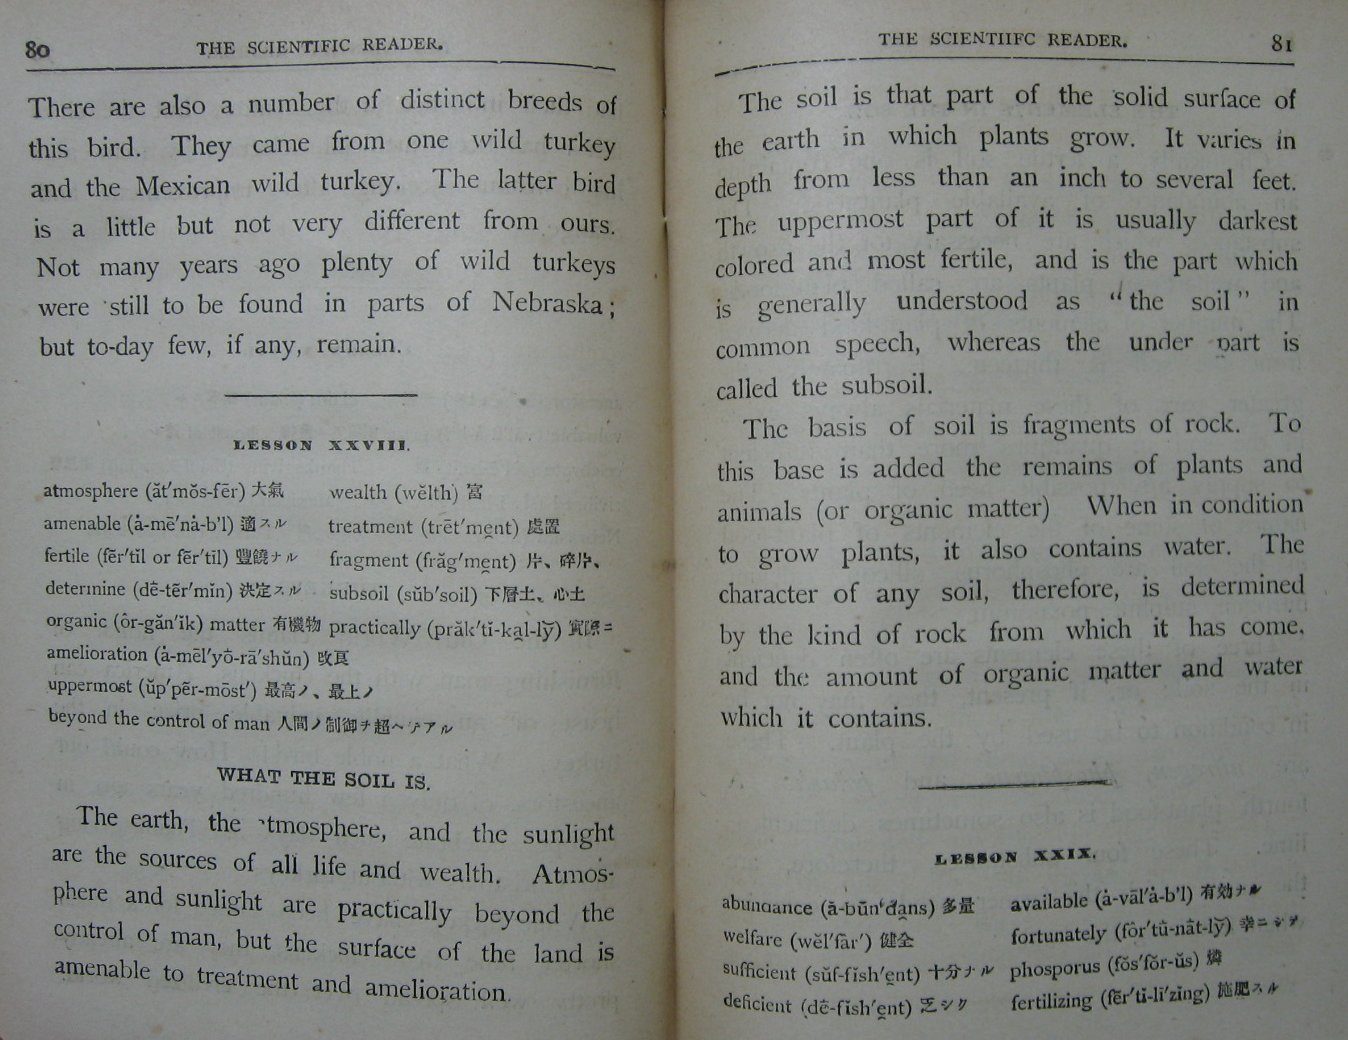 80
THE SCIENTIFIC READER.
There are also a number of distinct breeds of
this bird. They came from one wild turkey
and the Mexican wild turkey. The latter bird
is a little but not very different from ours.
Not many years ago plenty of wild turkeys
were still to be found in parts of Nebraska;
but to-day few, if any, remain.
LESSON XXVIII.
atmosphere (ăt′mŏs-fēr) 大氣
wealth (wĕlth) 富
amenable (ȧ-mē′nȧ-b'l) 適スル
treatment (trēt′mẹnt) 處置
fertile (fẽr′tĭl or fẽr′tīl) 豐饒ナル
fragment (frăg′mẹnt) 片、碎片、
determine (dē-tẽr′mĭn) 決定スル
subsoil (sŭb′soil) 下層土、心土
organic (ôr-găn′ĭk) matter 有機物
practically (prăk′tĭ-kạl-lў) 實際ニ
amelioration (ȧ-mēl′yō-rā′shŭn) 改良
uppermost (ŭp′pẽr-mōst′) 最高ノ、最上ノ
beyond the control of man 人間ノ制御ヲ超ヘテアル
WHAT THE SOIL IS.
The earth, the tmosphere, and the sunlight
are the sources of all life and wealth. Atmos-
phere and sunlight are practically beyond the
control of man, but the surface of the land is
amenable to treatment and amelioration.
THE SCIENTIIFC READER.
81
The soil is that part of the solid surface of
the earth in which plants grow. It varies in
depth from less than an inch to several feet.
The uppermost part of it is usually darkest
colored and most fertile, and is the part which
is generally understood as "the soil" in
common speech, whereas the under part is
called the subsoil.
The basis of soil is fragments of rock. To
this base is added the remains of plants and
animals (or organic matter) When in condition
to grow plants, it also contains water. The
character of any soil, therefore, is determined
by the kind of rock from which it has come,
and the amount of organic matter and water
which it contains.
LESSON XXIX.
abundance (ā-bŭn′dạns) 多量
available (ȧ-vāl′ȧ-b'l) 有効ナル
welfare (wĕl′fâr′) 健全
fortunately (fôr′tū-nāt-lў) 幸ニシテ
sufficient (sŭf-fĭsh′ẹnt) 十分ナル
phosporus (fŏs′fŏr-ŭs) 燐
deficient (dē-fĭsh′ẹnt) 乏シク
fertilizing (fẽr′tĭ-lī′zĭng) 施肥スル